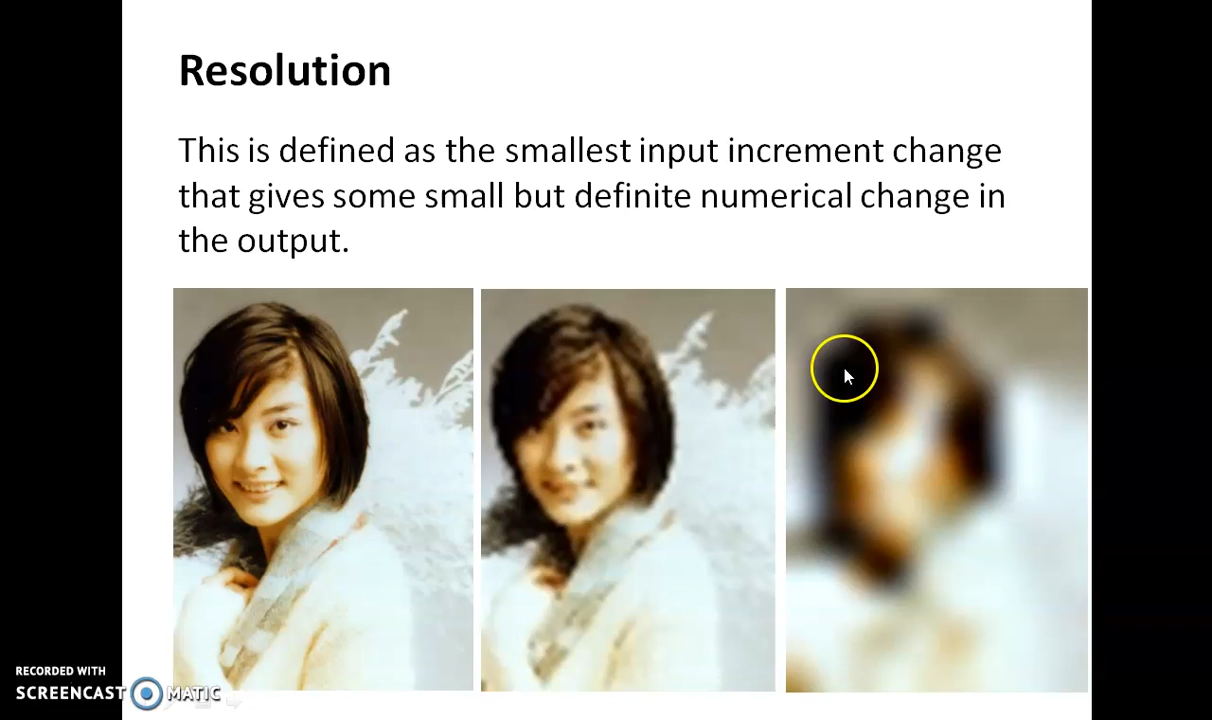 Resolution
This is defined as the smallest input increment change
that gives some small but definite numerical change in
the output.
RECORDED WITH
SCREENCAST MATIC